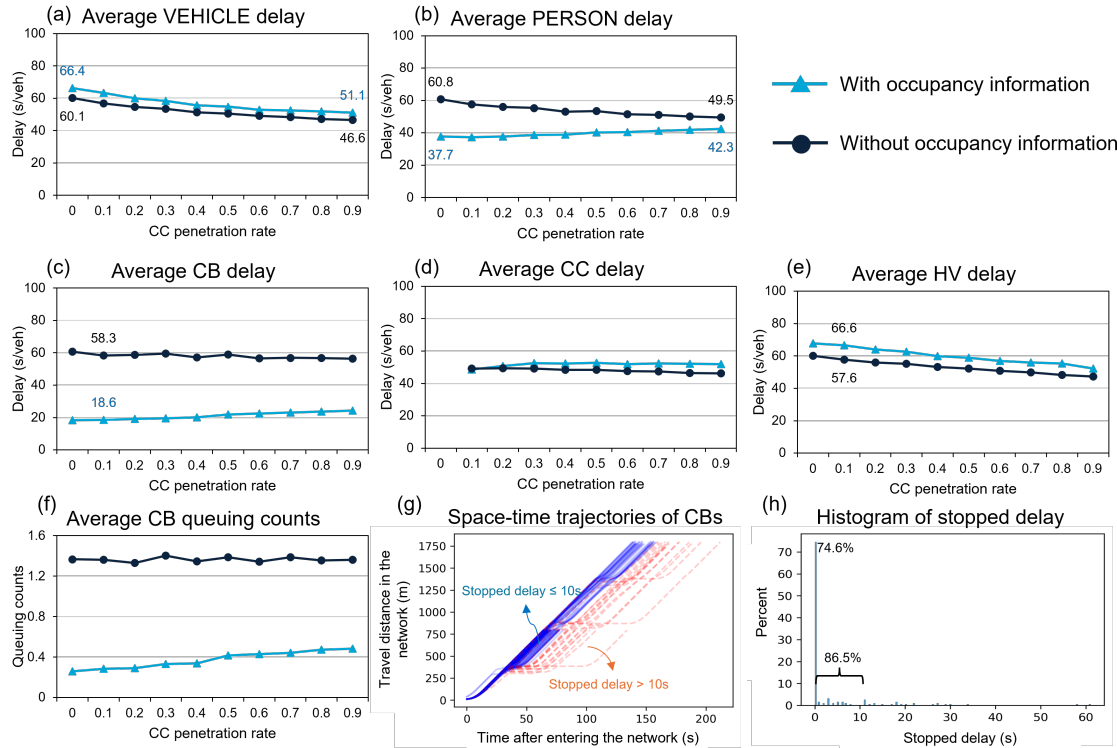 (a)
Average VEHICLE delay
Delay (s/veh)
100
80
60
40
20
0
66.4
60.1
51.1
46.6
0 0.1 0.2 0.3 0.4 0.5 0.6 0.7 0.8 0.9
CC penetration rate
(b)
Average PERSON delay
Delay (s/veh)
100
80
60
40
20
0
60.8
37.7
49.5
42.3
0 0.1 0.2 0.3 0.4 0.5 0.6 0.7 0.8 0.9
CC penetration rate
With occupancy information
Without occupancy information
(c)
Average CB delay
Delay (s/veh)
100
80
60
40
20
0
58.3
18.6
0 0.1 0.2 0.3 0.4 0.5 0.6 0.7 0.8 0.9
CC penetration rate
(d)
Average CC delay
Delay (s/veh)
100
80
60
40
20
0
0 0.1 0.2 0.3 0.4 0.5 0.6 0.7 0.8 0.9
CC penetration rate
(e)
Average HV delay
Delay (s/veh)
100
80
60
40
20
0
66.6
57.6
0 0.1 0.2 0.3 0.4 0.5 0.6 0.7 0.8 0.9
CC penetration rate
(f)
Average CB queuing counts
Queuing counts
1.6
1.2
0.8
0.4
0
0 0.1 0.2 0.3 0.4 0.5 0.6 0.7 0.8 0.9
CC penetration rate
(g)
Space-time trajectories of CBs
Travel distance in the
network (m)
1750
1500
1250
1000
750
500
250
0
Stopped delay ≤ 10s
Stopped delay > 10s
0 50 100 150 200
Time after entering the network (s)
(h)
Histogram of stopped delay
Percent
70
60
50
40
30
20
10
0
74.6%
86.5%
0 10 20 30 40 50 60
Stopped delay (s)